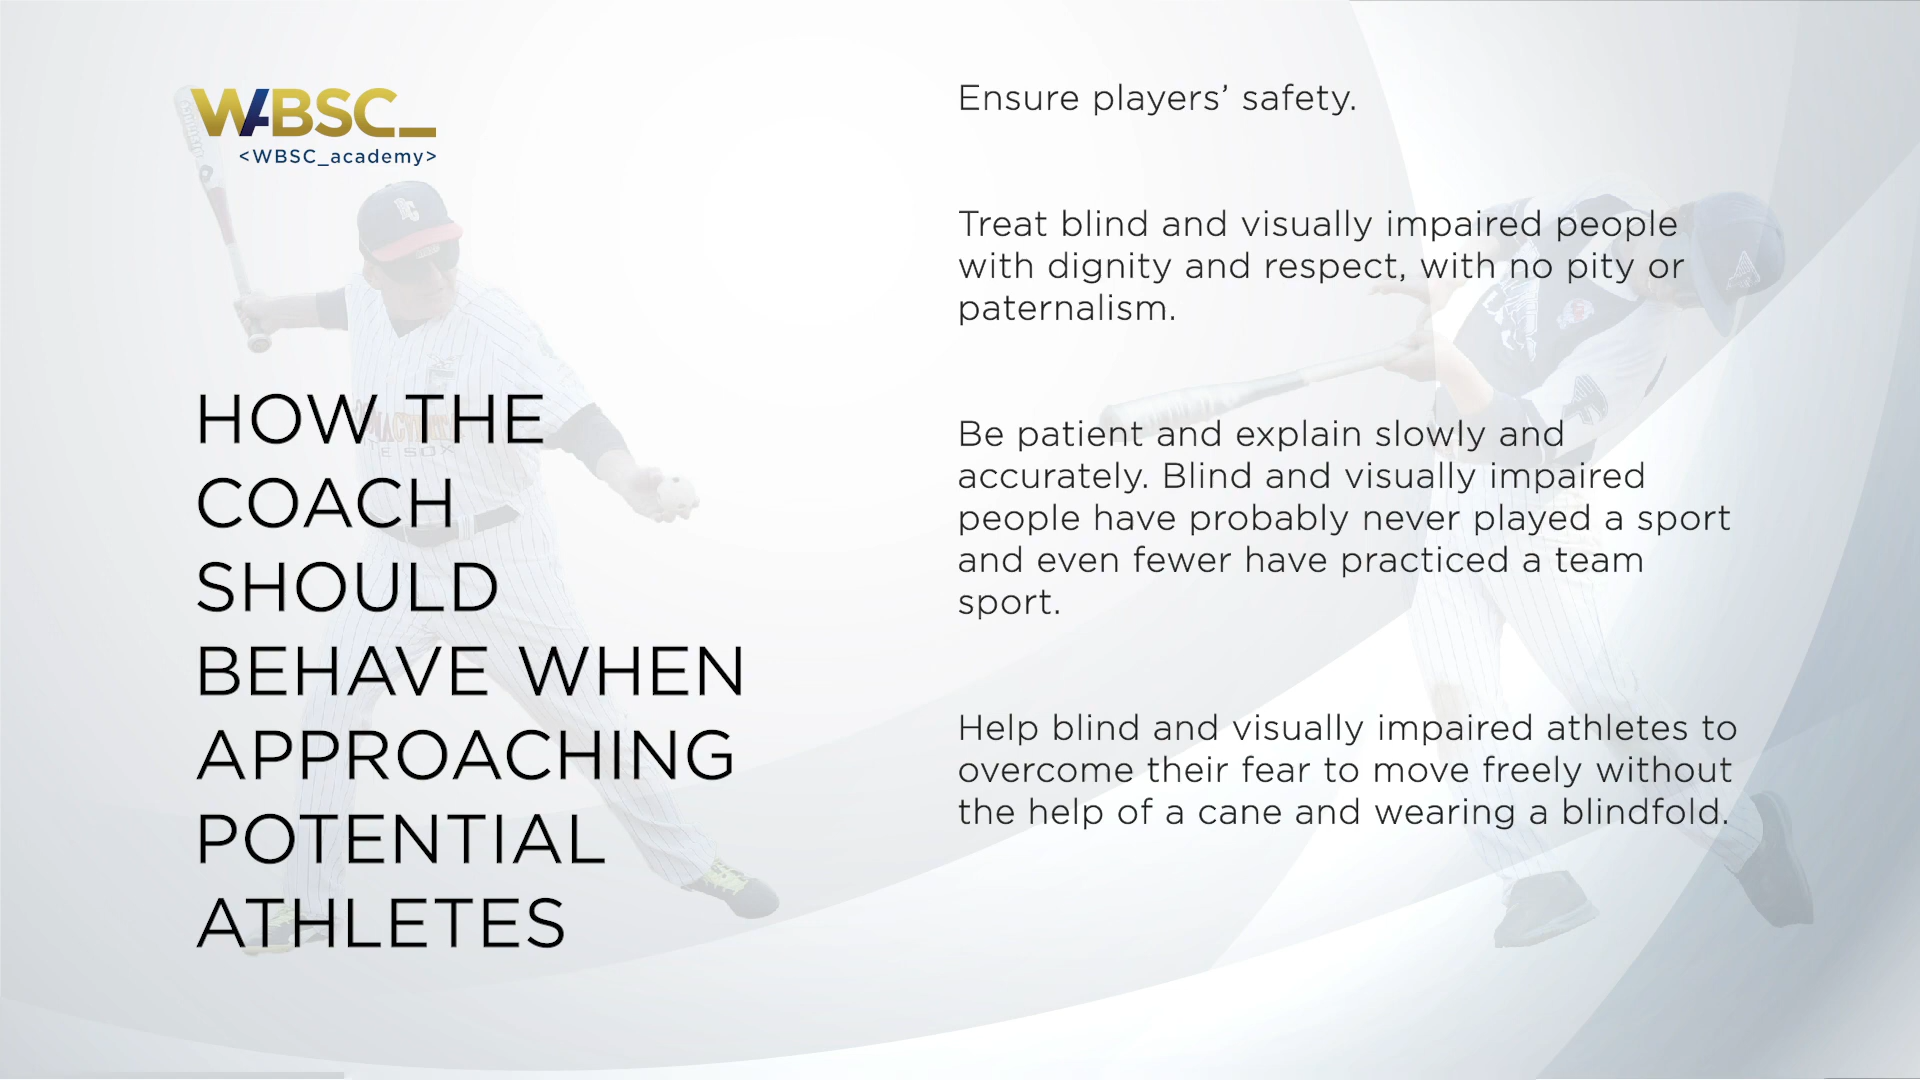 WBSC_
<WBSC_academy>
HOW THE
COACH
SHOULD
BEHAVE WHEN
APPROACHING
POTENTIAL
ATHLETES
Ensure players’ safety.
Treat blind and visually impaired people
with dignity and respect, with no pity or
paternalism.
Be patient and explain slowly and
accurately. Blind and visually impaired
people have probably never played a sport
and even fewer have practiced a team
sport.
Help blind and visually impaired athletes to
overcome their fear to move freely without
the help of a cane and wearing a blindfold.